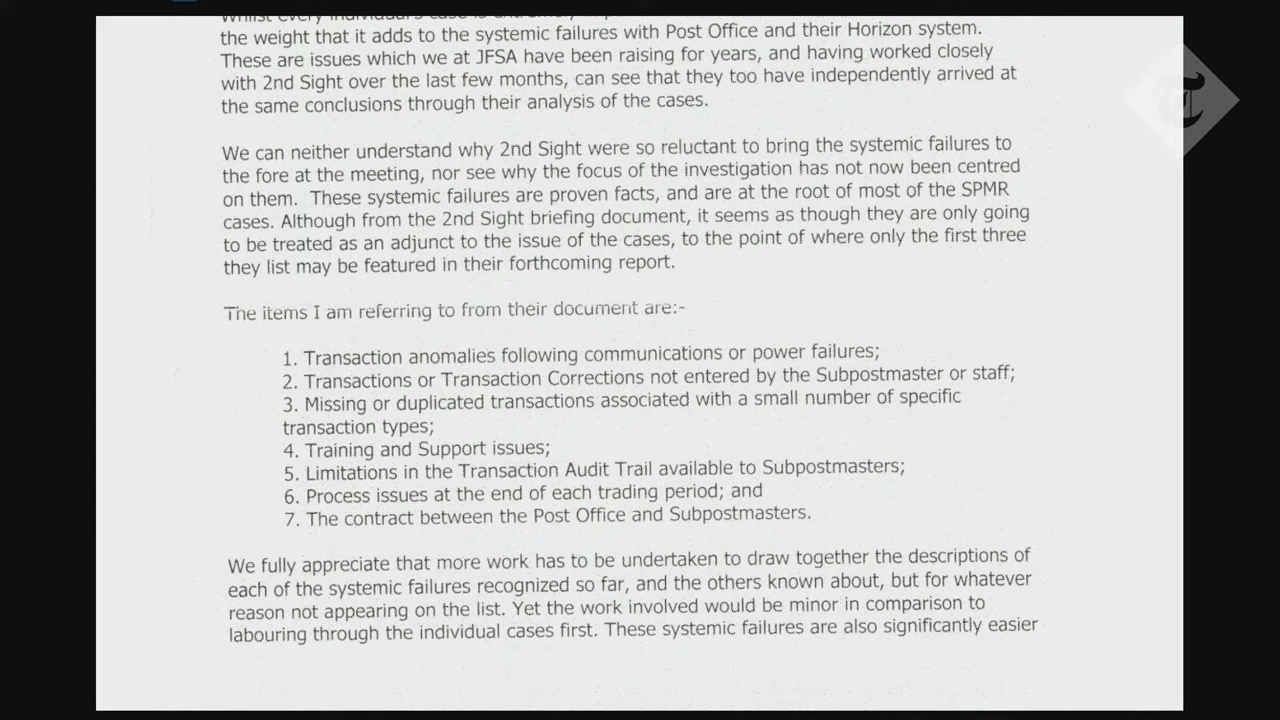 Whilst every individual's case is
the weight that it adds to the systemic failures with Post Office and their Horizon system.
These are issues which we at JFSA have been raising for years, and having worked closely
with 2nd Sight over the last few months, can see that they too have independently arrived at
the same conclusions through their analysis of the cases.
We can neither understand why 2nd Sight were so reluctant to bring the systemic failures to
the fore at the meeting, nor see why the focus of the investigation has not now been centred
on them.  These systemic failures are proven facts, and are at the root of most of the SPMR
cases. Although from the 2nd Sight briefing document, it seems as though they are only going
to be treated as an adjunct to the issue of the cases, to the point of where only the first three
they list may be featured in their forthcoming report.
The items I am referring to from their document are:-
1. Transaction anomalies following communications or power failures;
2. Transactions or Transaction Corrections not entered by the Subpostmaster or staff;
3. Missing or duplicated transactions associated with a small number of specific
transaction types;
4. Training and Support issues;
5. Limitations in the Transaction Audit Trail available to Subpostmasters;
6. Process issues at the end of each trading period; and
7. The contract between the Post Office and Subpostmasters.
We fully appreciate that more work has to be undertaken to draw together the descriptions of
each of the systemic failures recognized so far, and the others known about, but for whatever
reason not appearing on the list. Yet the work involved would be minor in comparison to
labouring through the individual cases first. These systemic failures are also significantly easier
T